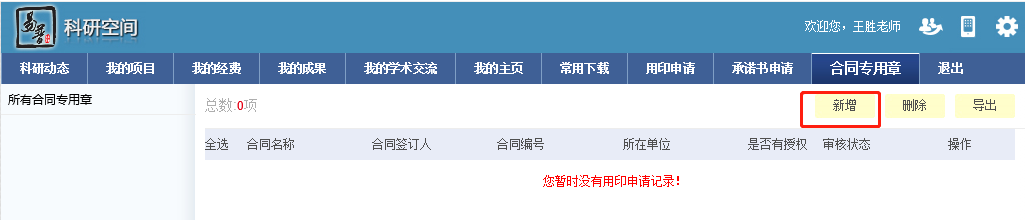 易普 科研空间
欢迎您，王胜老师
科研动态 我的项目 我的经费 我的成果 我的学术交流 我的主页 常用下载 用印申请 承诺书申请 合同专用章 退出
所有合同专用章
总数:0项 新增 删除 导出
全选 合同名称 合同签订人 合同编号 所在单位 是否有授权 审核状态 操作
您暂时没有用印申请记录！